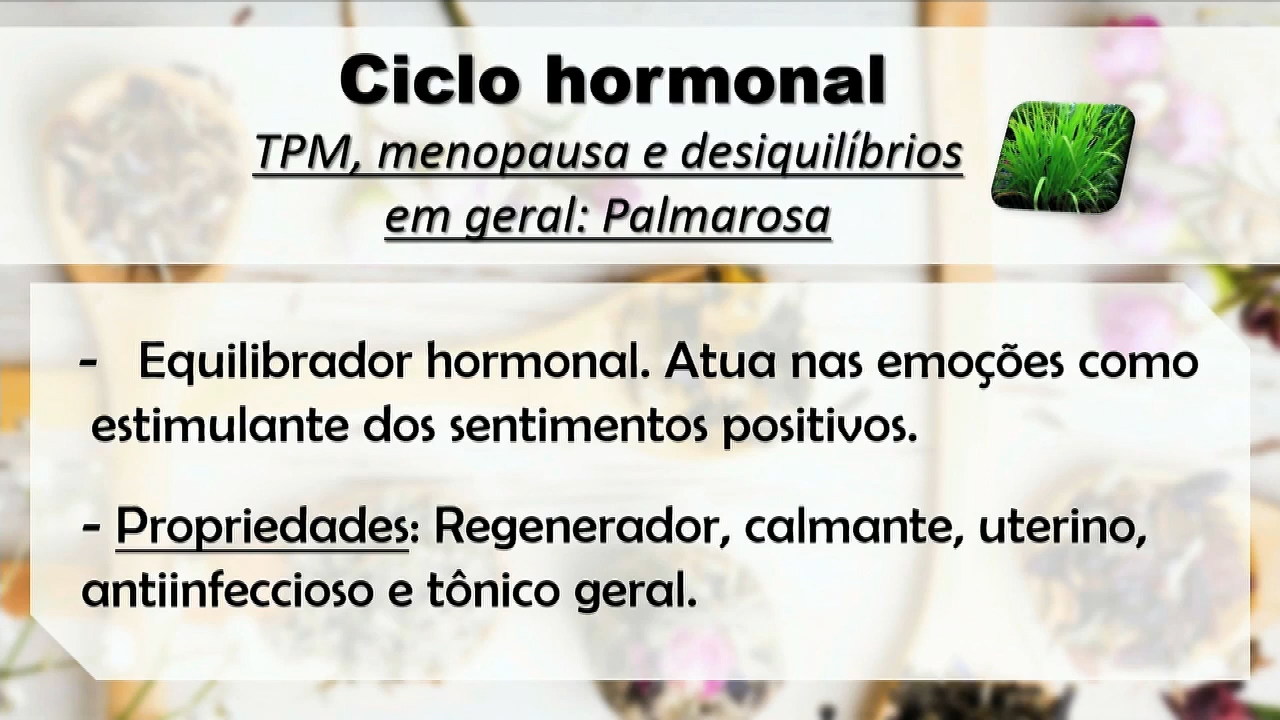 Ciclo hormonal
TPM, menopausa e desiquilíbrios
em geral: Palmarosa
- Equilibrador hormonal. Atua nas emoções como
estimulante dos sentimentos positivos.
- Propriedades: Regenerador, calmante, uterino,
antiinfeccioso e tônico geral.